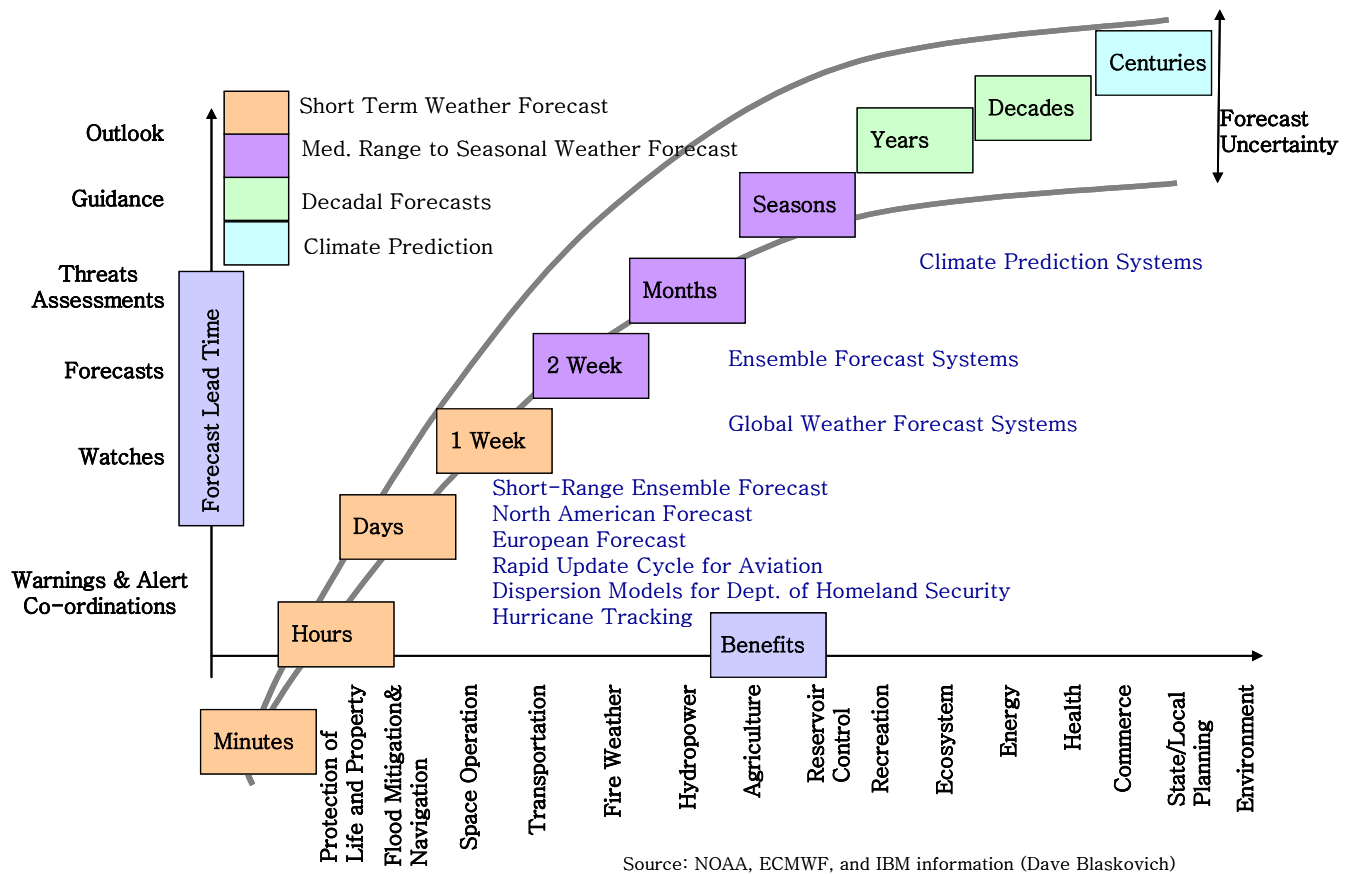 Centuries
Decades
Forecast
Uncertainty
Years
Short Term Weather Forecast
Med. Range to Seasonal Weather Forecast
Decadal Forecasts
Climate Prediction
Outlook
Guidance
Threats
Assessments
Forecasts
Watches
Warnings & Alert
Co-ordinations
Forecast Lead Time
Seasons
Months
2 Week
1 Week
Days
Hours
Minutes
Climate Prediction Systems
Ensemble Forecast Systems
Global Weather Forecast Systems
Short-Range Ensemble Forecast
North American Forecast
European Forecast
Rapid Update Cycle for Aviation
Dispersion Models for Dept. of Homeland Security
Hurricane Tracking
Benefits
Protection of
Life and Property
Flood Mitigation&
Navigation
Space Operation
Transportation
Fire Weather
Hydropower
Agriculture
Reservoir
Control
Recreation
Ecosystem
Energy
Health
Commerce
State/Local
Planning
Environment
Source: NOAA, ECMWF, and IBM information (Dave Blaskovich)